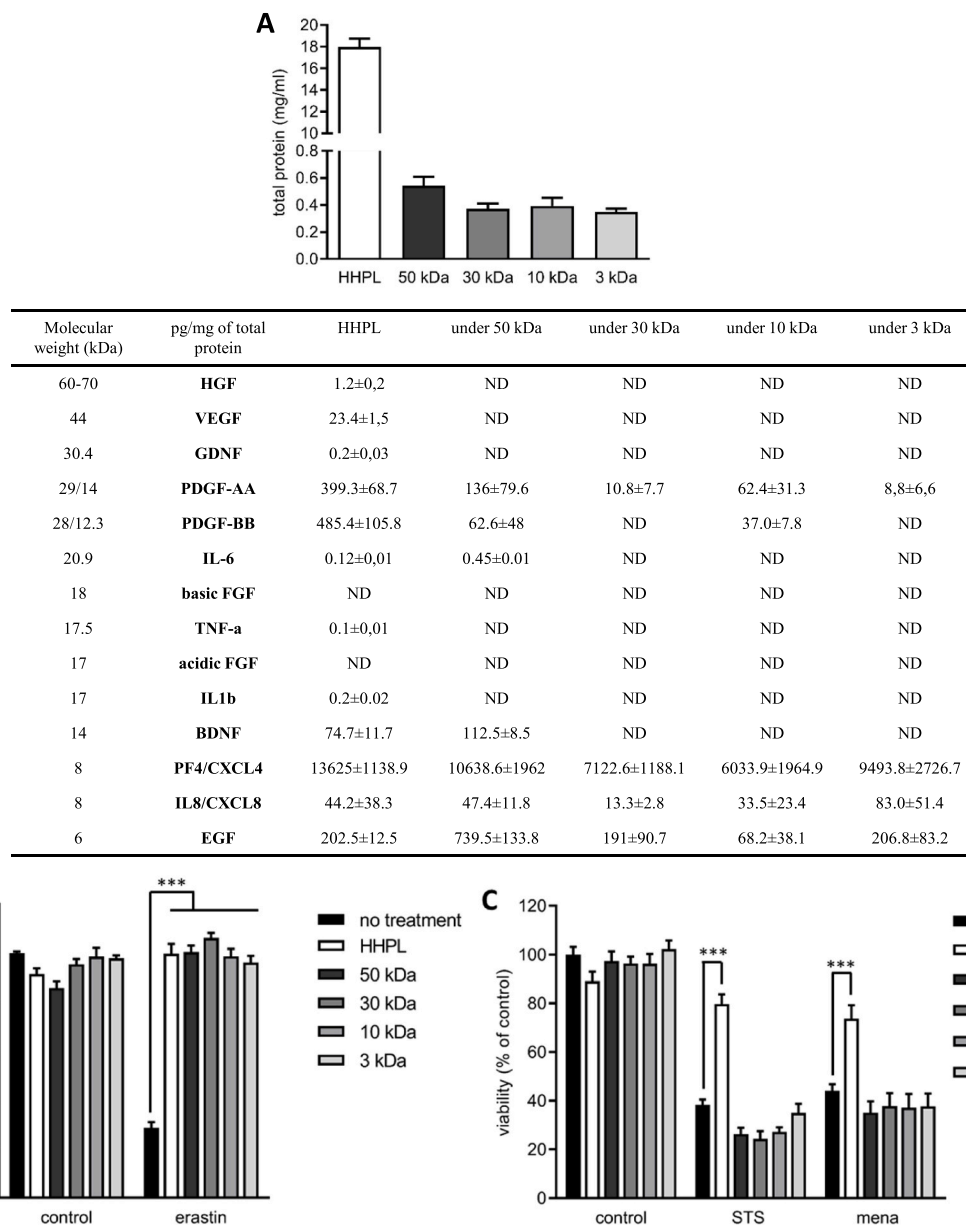 A
total protein (mg/ml)
20
18
16
14
12
10
0.8
0.6
0.4
0.2
0.0
HHPL 50 kDa 30 kDa 10 kDa 3 kDa
Molecular weight (kDa) pg/mg of total protein HHPL under 50 kDa under 30 kDa under 10 kDa under 3 kDa
60-70 HGF 1.2±0,2 ND ND ND ND
44 VEGF 23.4±1,5 ND ND ND ND
30.4 GDNF 0.2±0,03 ND ND ND ND
29/14 PDGF-AA 399.3±68.7 136±79.6 10.8±7.7 62.4±31.3 8,8±6,6
28/12.3 PDGF-BB 485.4±105.8 62.6±48 ND 37.0±7.8 ND
20.9 IL-6 0.12±0,01 0.45±0.01 ND ND ND
18 basic FGF ND ND ND ND ND
17.5 TNF-a 0.1±0,01 ND ND ND ND
17 acidic FGF ND ND ND ND ND
17 IL1b 0.2±0.02 ND ND ND ND
14 BDNF 74.7±11.7 112.5±8.5 ND ND ND
8 PF4/CXCL4 13625±1138.9 10638.6±1962 7122.6±1188.1 6033.9±1964.9 9493.8±2726.7
8 IL8/CXCL8 44.2±38.3 47.4±11.8 13.3±2.8 33.5±23.4 83.0±51.4
6 EGF 202.5±12.5 739.5±133.8 191±90.7 68.2±38.1 206.8±83.2
***
control erastin
no treatment
HHPL
50 kDa
30 kDa
10 kDa
3 kDa
C
viability (% of control)
120
100
80
60
40
20
0
***
***
control STS mena